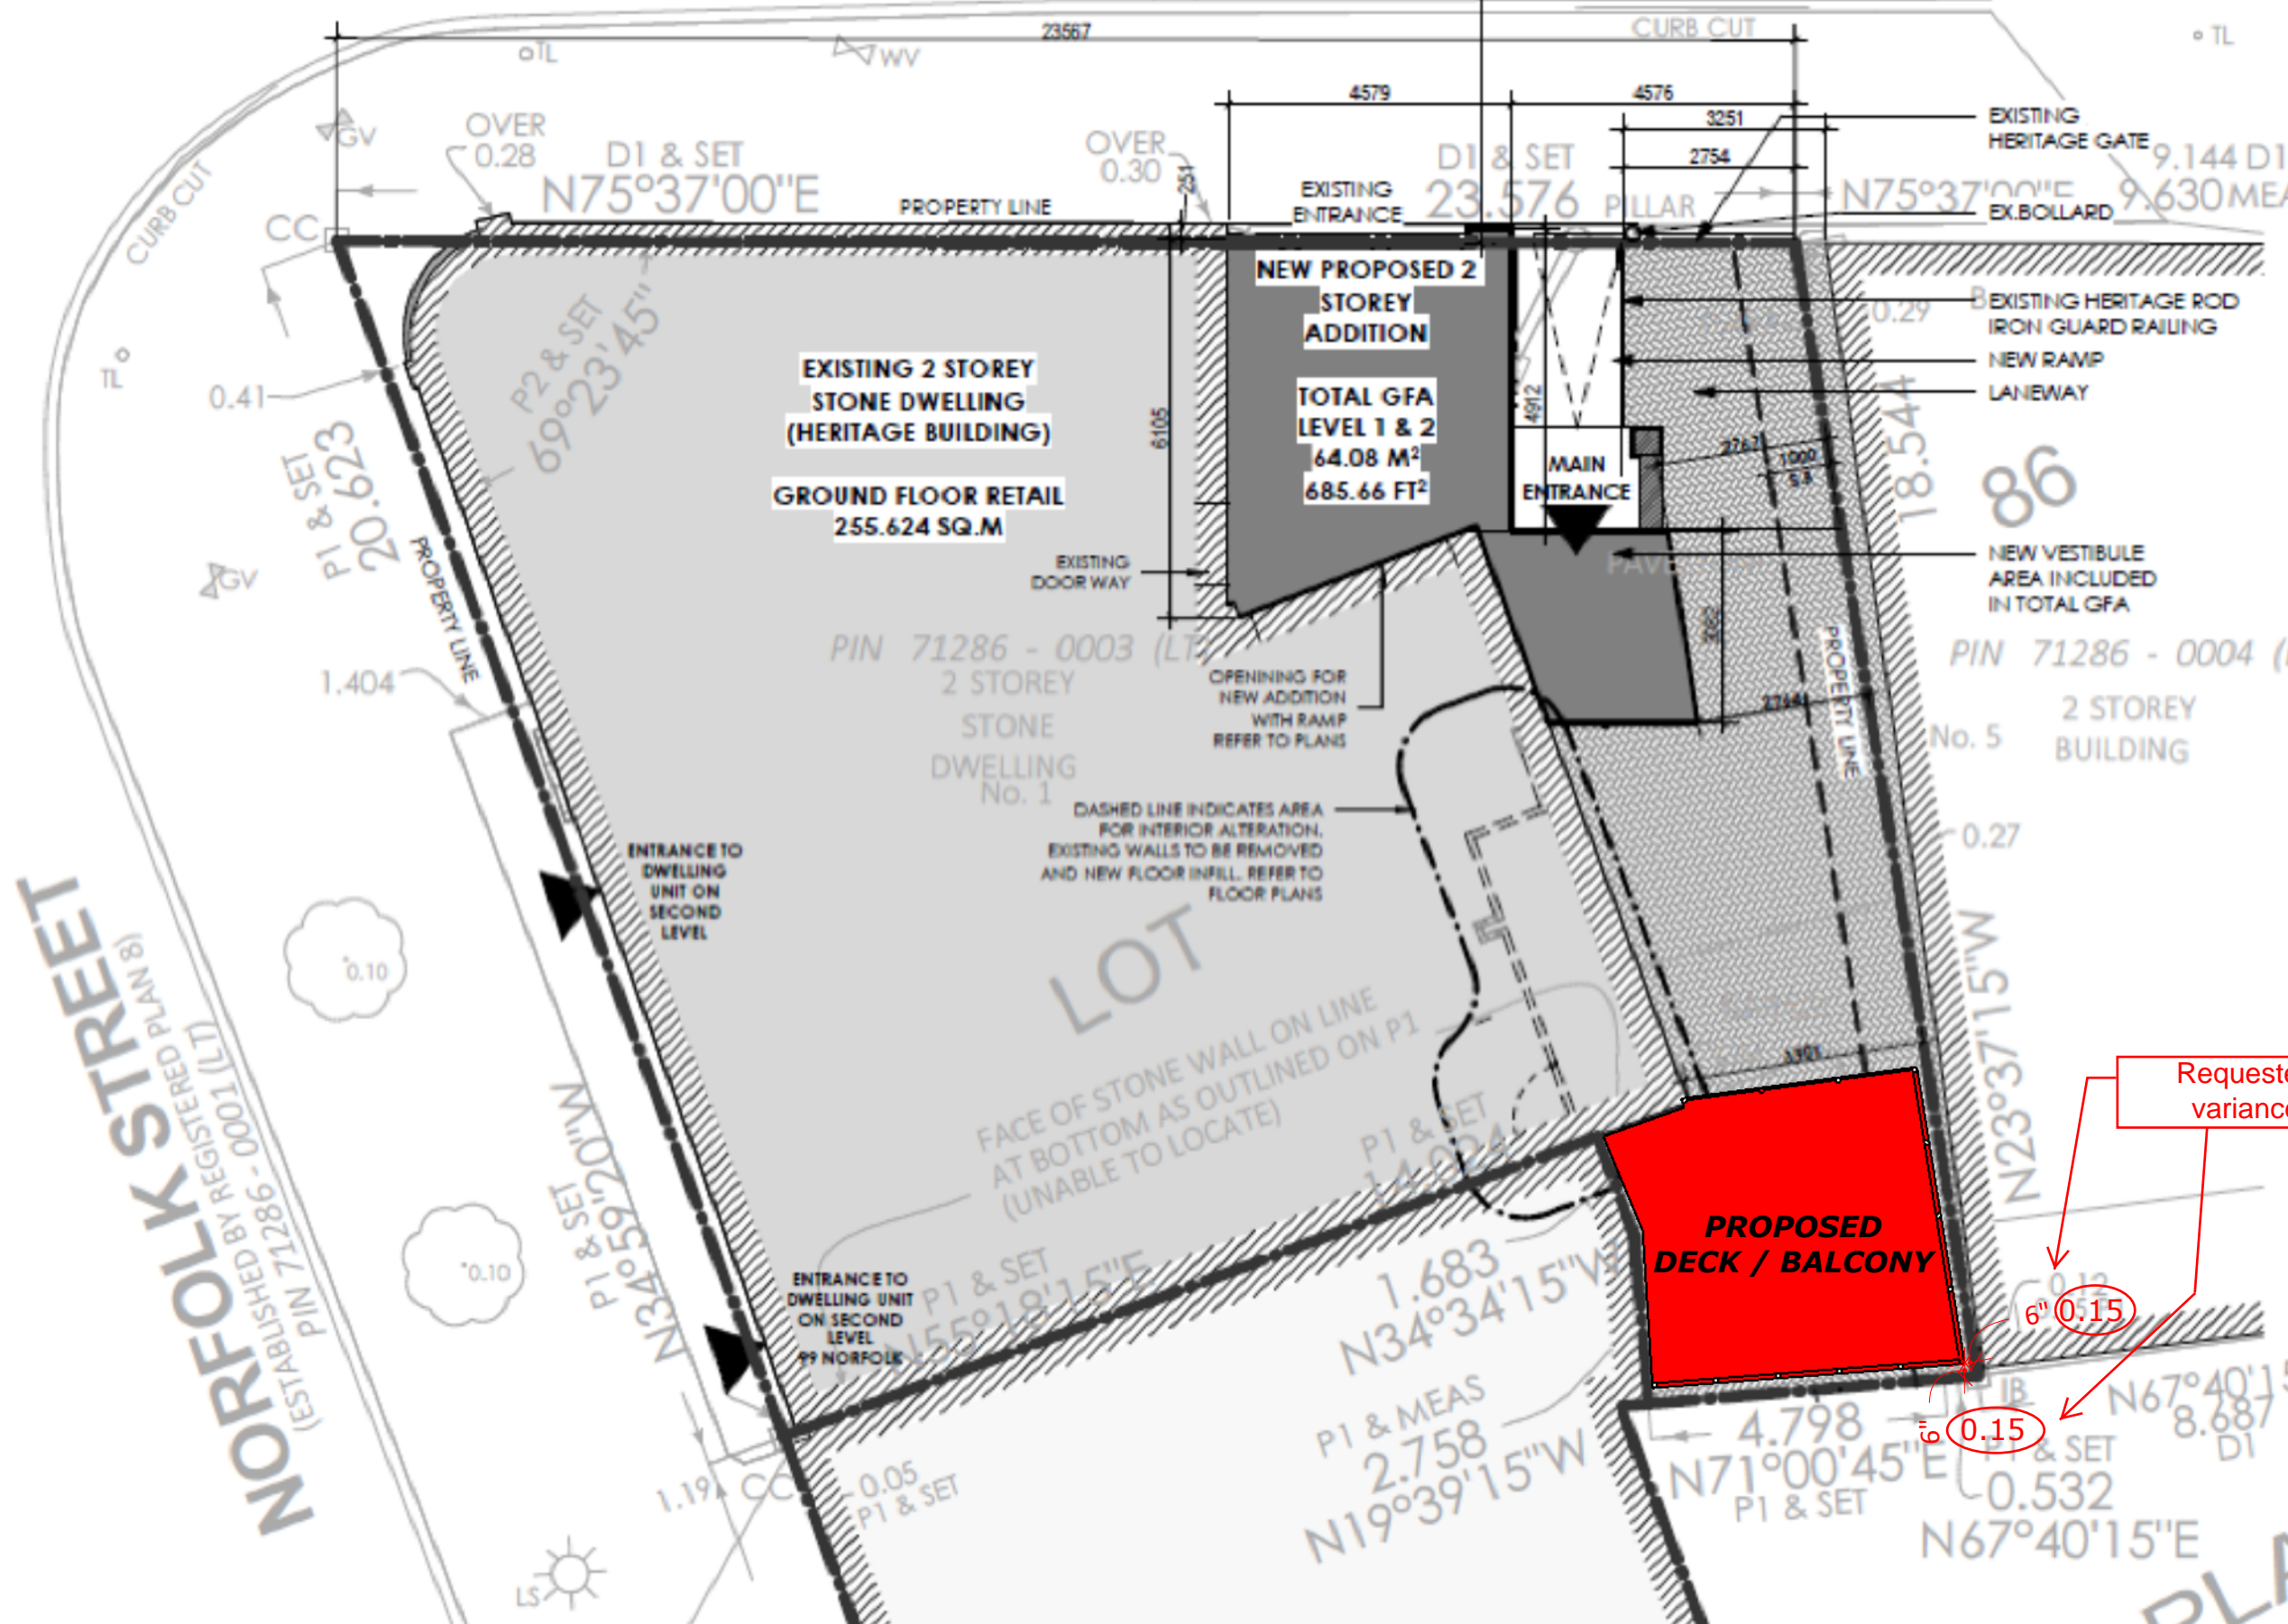 23567
CURB CUT
TL
WV
TL
4579
4576
3251
2754
EXISTING
HERITAGE GATE
GV
OVER
0.28
D1 & SET
N75°37'00"E
OVER
0.30
251
D1 & SET
23.576
PILLAR
N75°37'00"E
9.144 D1
9.630 MEA
EX.BOLLARD
CURB CUT
CC
PROPERTY LINE
EXISTING
ENTRANCE
NEW PROPOSED 2
STOREY
ADDITION
TOTAL GFA
LEVEL 1 & 2
64.08 M²
685.66 FT²
EXISTING HERITAGE ROD
IRON GUARD RAILING
NEW RAMP
LANEWAY
0.29
B
TL
0.41
P2 & SET
69°23'45"
EXISTING 2 STOREY
STONE DWELLING
(HERITAGE BUILDING)
GROUND FLOOR RETAIL
255.624 SQ.M
6105
4912
MAIN
ENTRANCE
2767
1000
S.B
18.544
86
P1 & SET
20.623
PROPERTY LINE
GV
EXISTING
DOOR WAY
NEW VESTIBULE
AREA INCLUDED
IN TOTAL GFA
PIN 71286 - 0003 (LT)
2 STOREY
STONE
DWELLING
No. 1
OPENINING FOR
NEW ADDITION
WITH RAMP
REFER TO PLANS
PROPERTY LINE
PIN 71286 - 0004 (
2 STOREY
BUILDING
No. 5
1.404
DASHED LINE INDICATES AREA
FOR INTERIOR ALTERATION.
EXISTING WALLS TO BE REMOVED
AND NEW FLOOR INFILL. REFER TO
FLOOR PLANS
0.27
ENTRANCE TO
DWELLING
UNIT ON
SECOND
LEVEL
LOT
NORFOLK STREET
(ESTABLISHED BY REGISTERED PLAN 8)
PIN 71286 - 0001 (LT)
0.10
0.10
FACE OF STONE WALL ON LINE
AT BOTTOM AS OUTLINED ON P1
(UNABLE TO LOCATE)
P1 & SET
14.024
N23°37'15"W
Requeste
variance
PROPOSED
DECK / BALCONY
N34°59'20"W
P1 & SET
ENTRANCE TO
DWELLING UNIT
ON SECOND
LEVEL
99 NORFOLK
P1 & SET
N55°18'15"E
1.683
N34°34'15"W
0.12
6" 0.15
6" 0.15
P1 & MEAS
2.758
N19°39'15"W
4.798
N71°00'45"E
P1 & SET
IB
P1 & SET
0.532
N67°40'15"E
N67°40'15
8.687
D1
1.19
CC
0.05
P1 & SET
LS
PLA